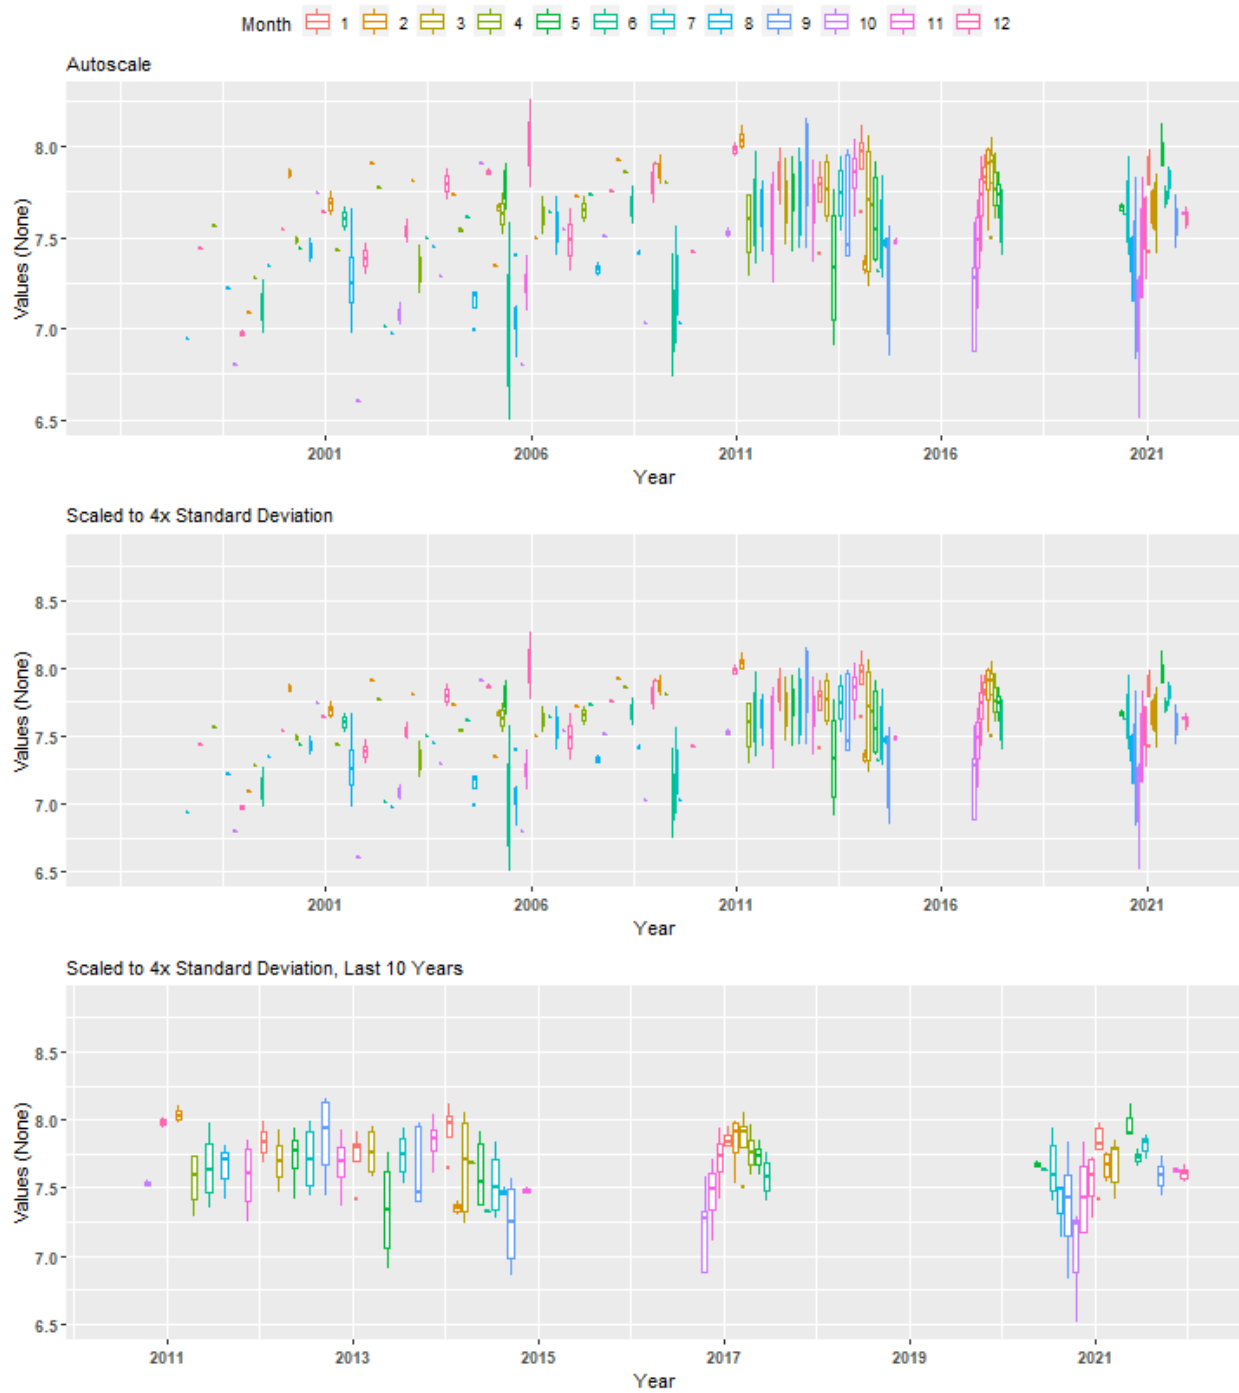 Month 1 2 3 4 5 6 7 8 9 10 11 12
Autoscale
8.0
7.5
7.0
6.5
Values (None)
2001 2006 2011 2016 2021
Year
Scaled to 4x Standard Deviation
8.5
8.0
7.5
7.0
6.5
Values (None)
2001 2006 2011 2016 2021
Year
Scaled to 4x Standard Deviation, Last 10 Years
8.5
8.0
7.5
7.0
6.5
Values (None)
2011 2013 2015 2017 2019 2021
Year